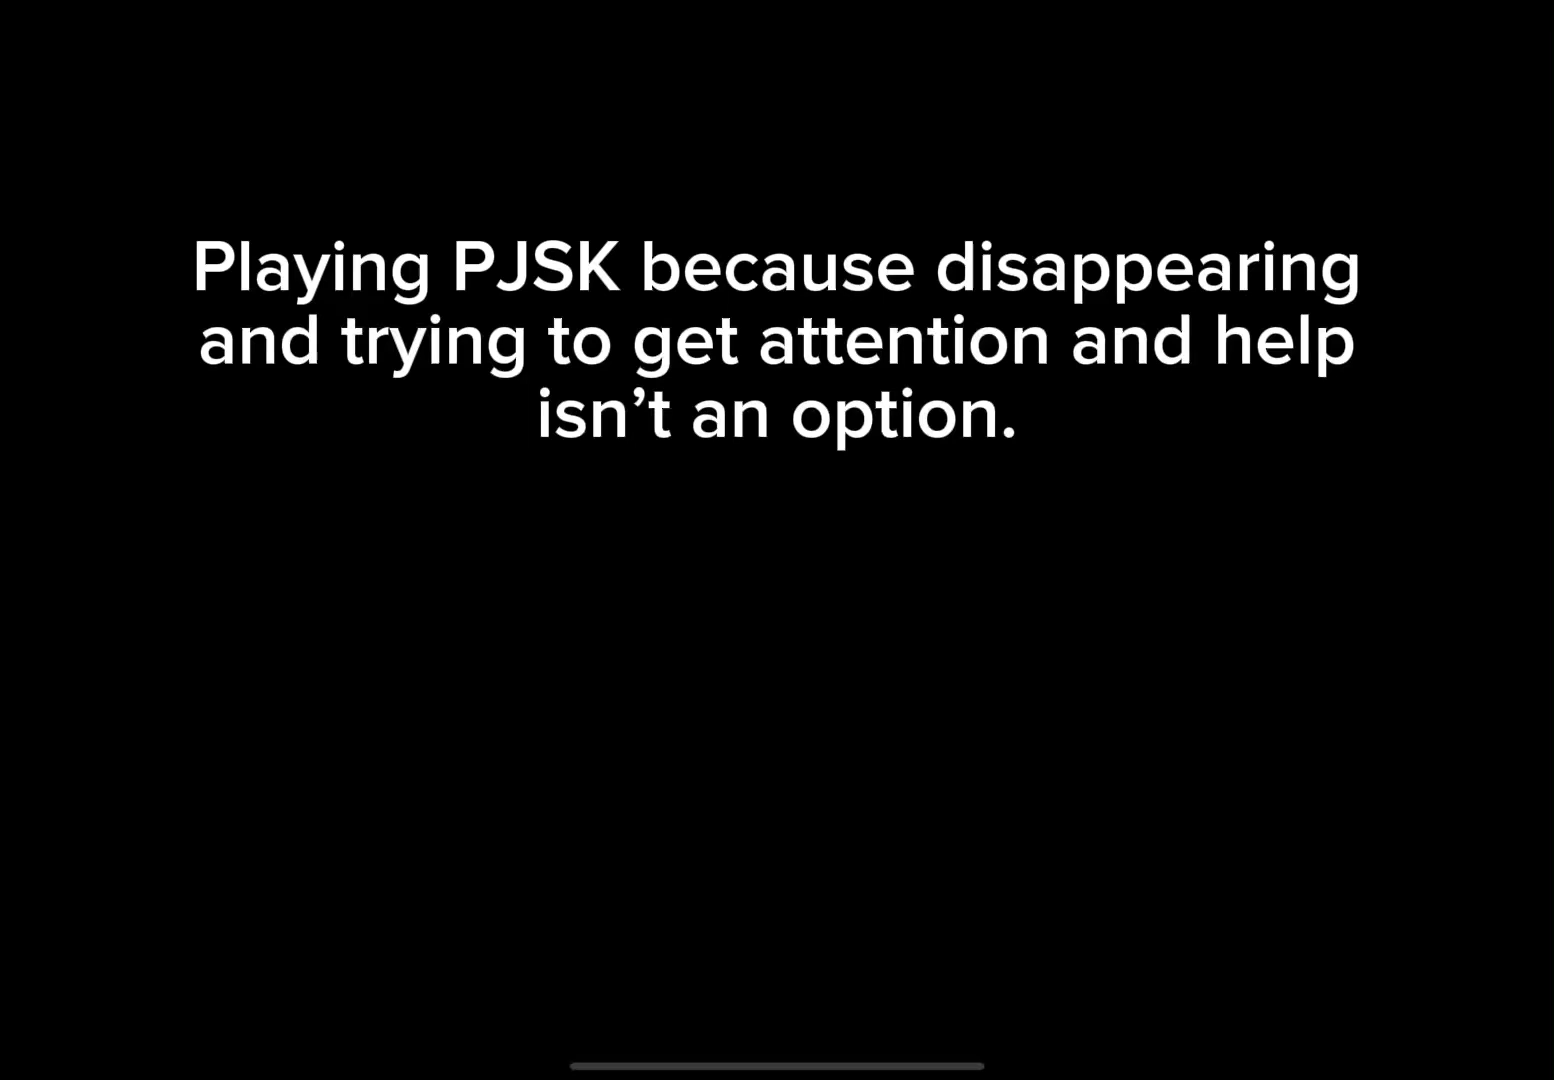 Playing PJSK because disappearing
and trying to get attention and help
isn’t an option.